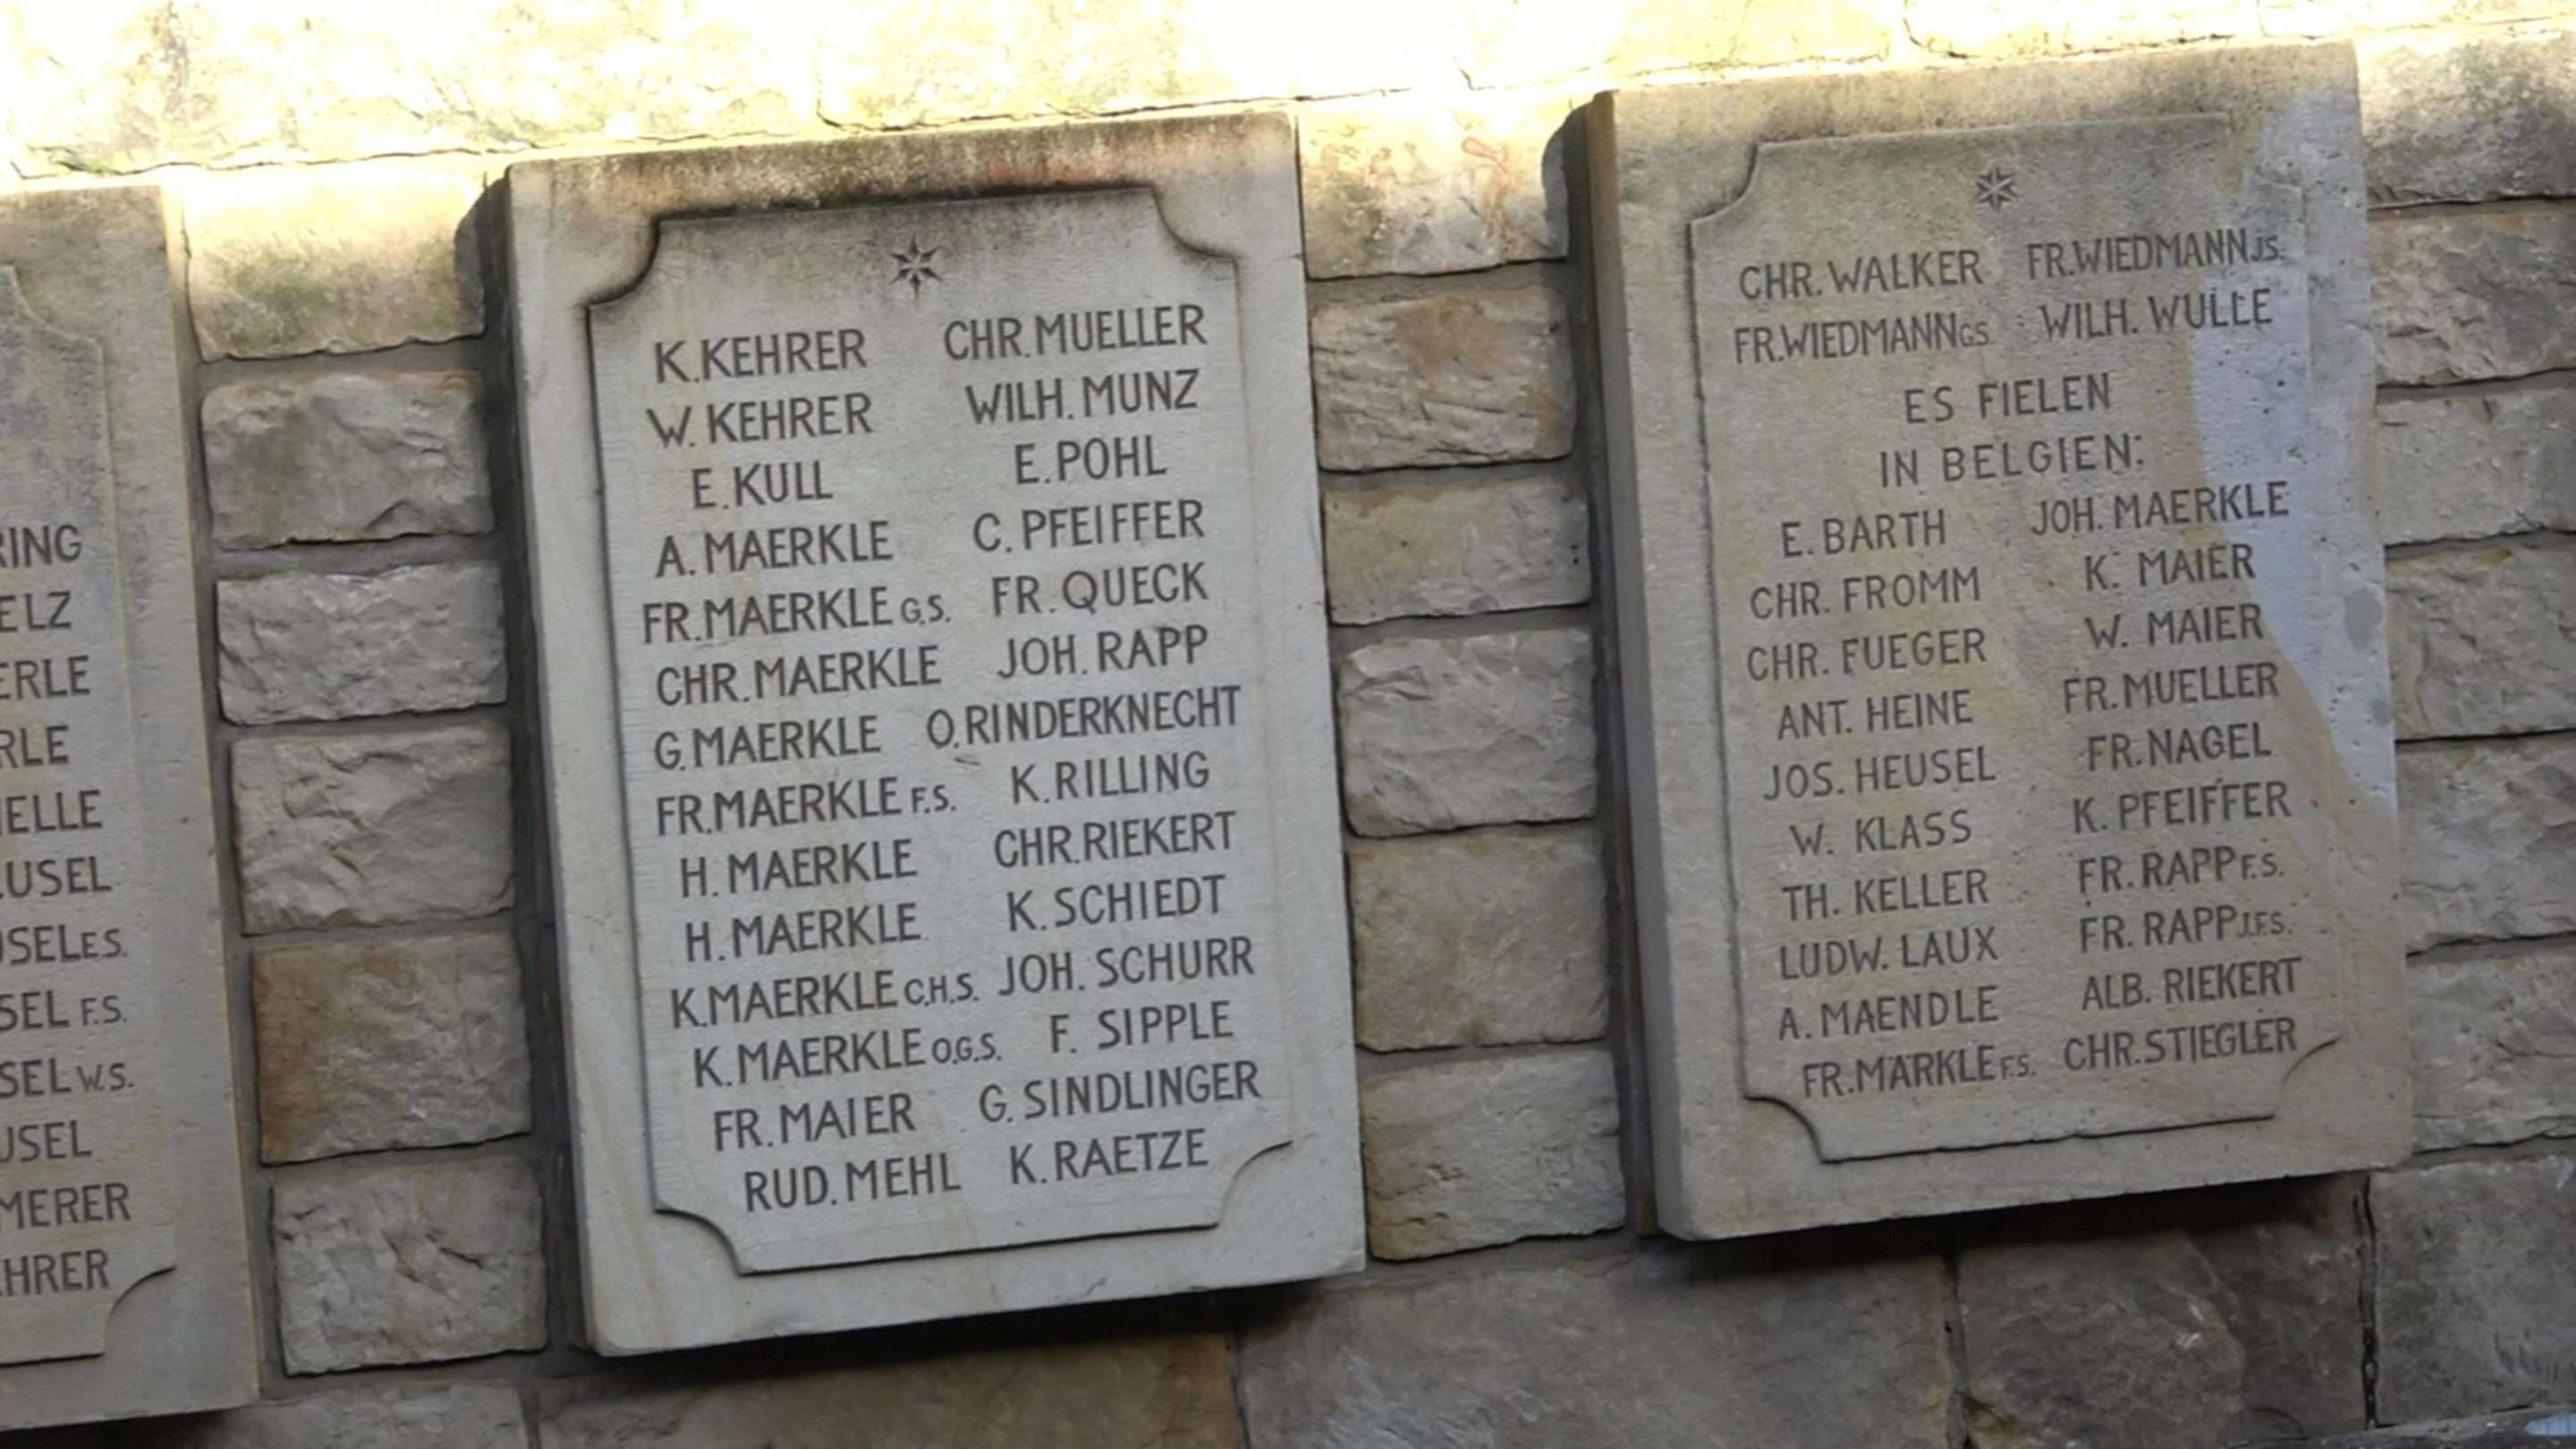 RING
ELZ
ERLE
RLE
IELLE
EUSEL
USEL E.S.
SEL F.S.
SEL W.S.
USEL
MERER
EHRER
K. KEHRER CHR. MUELLER
W. KEHRER WILH. MUNZ
E. KULL E. POHL
A. MAERKLE C. PFEIFFER
FR. MAERKLE G.S. FR. QUECK
CHR. MAERKLE JOH. RAPP
G. MAERKLE O. RINDERKNECHT
FR. MAERKLE F.S. K. RILLING
H. MAERKLE CHR. RIEKERT
H. MAERKLE K. SCHIEDT
K. MAERKLE C.H.S. JOH. SCHURR
K. MAERKLE O.G.S. F. SIPPLE
FR. MAIER G. SINDLINGER
RUD. MEHL K. RAETZE
CHR. WALKER FR. WIEDMANN J.S.
FR. WIEDMANN G.S. WILH. WULLE
ES FIELEN
IN BELGIEN:
E. BARTH JOH. MAERKLE
CHR. FROMM K. MAIER
CHR. FUEGER W. MAIER
ANT. HEINE FR. MUELLER
JOS. HEUSEL FR. NAGEL
W. KLASS K. PFEIFFER
TH. KELLER FR. RAPP F.S.
LUDW. LAUX FR. RAPP J.F.S.
A. MAENDLE ALB. RIEKERT
FR. MÄRKLE F.S. CHR. STIEGLER